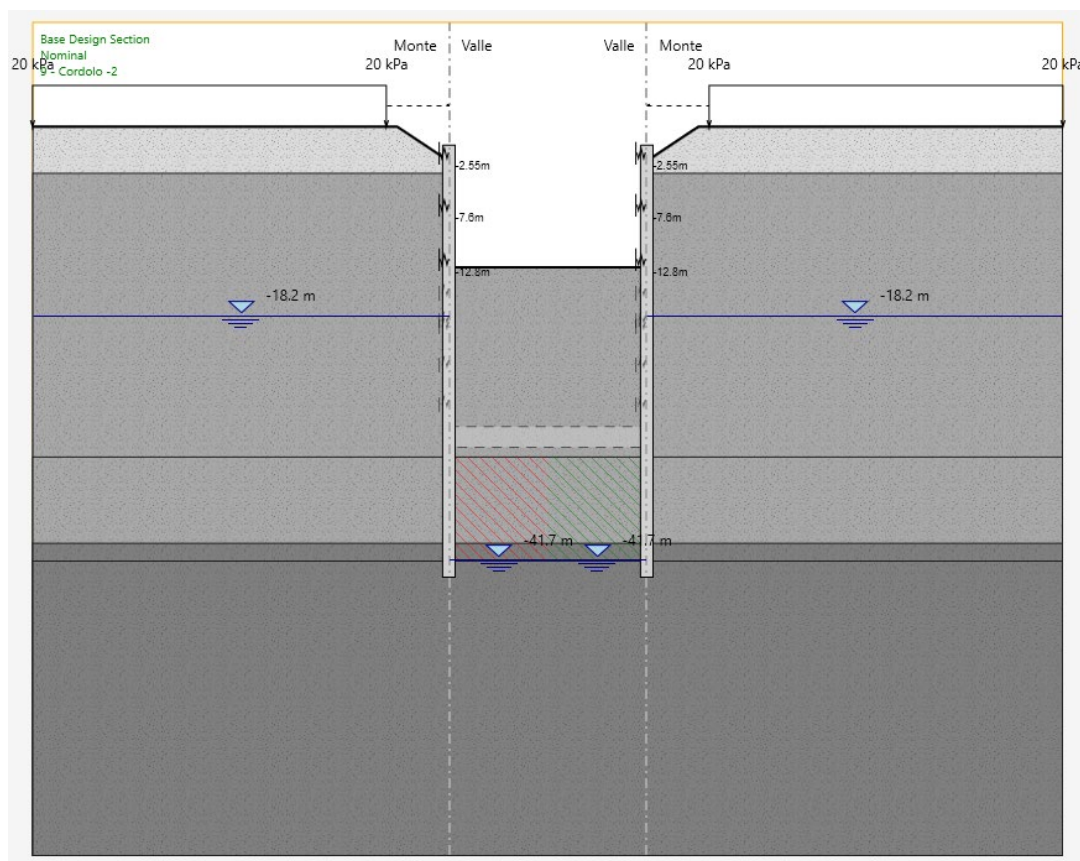 Base Design Section
Nominal
9 - Cordolo -2
Monte
Valle
Valle
Monte
20 kPa
20 kPa
20 kPa
20 kPa
-2.55m
-2.55m
-7.6m
-7.6m
-12.8m
-12.8m
-18.2 m
-18.2 m
-41.7 m
-41.7 m